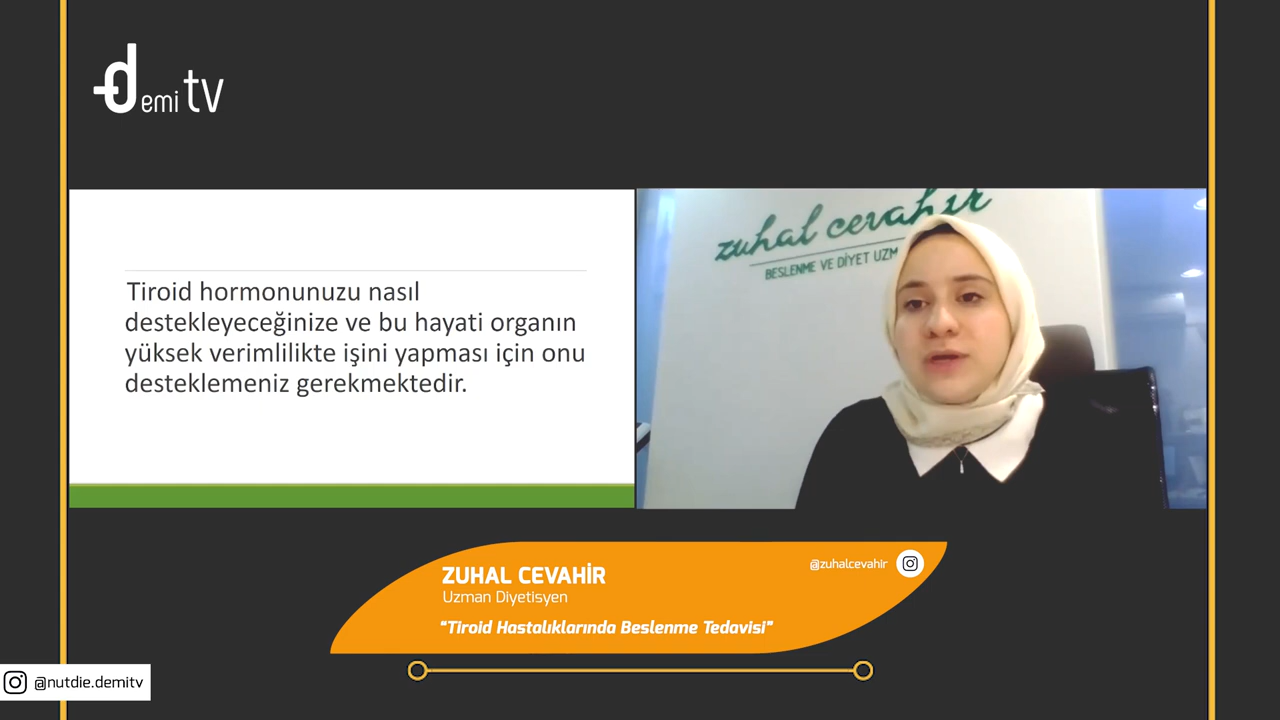 demi tv
Tiroid hormonunuzu nasıl
destekleyeceğinize ve bu hayati organın
yüksek verimlilikte işini yapması için onu
desteklemeniz gerekmektedir.
zuhal cevahir
BESLENME VE DİYET UZM
ZUHAL CEVAHİR
Uzman Diyetisyen
"Tiroid Hastalıklarında Beslenme Tedavisi"
@zuhalcevahir
@nutdie.demitv